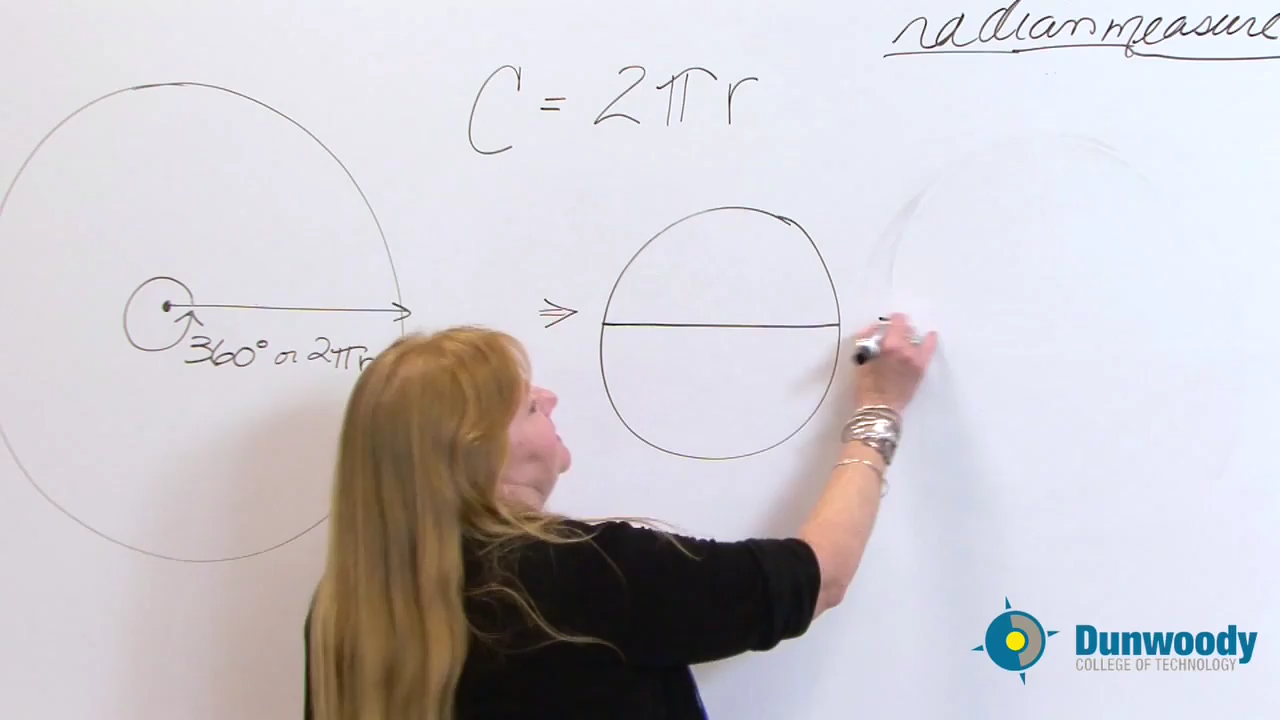 radian measure
C = 2πr
⇒
360° or 2πr
Dunwoody
COLLEGE OF TECHNOLOGY